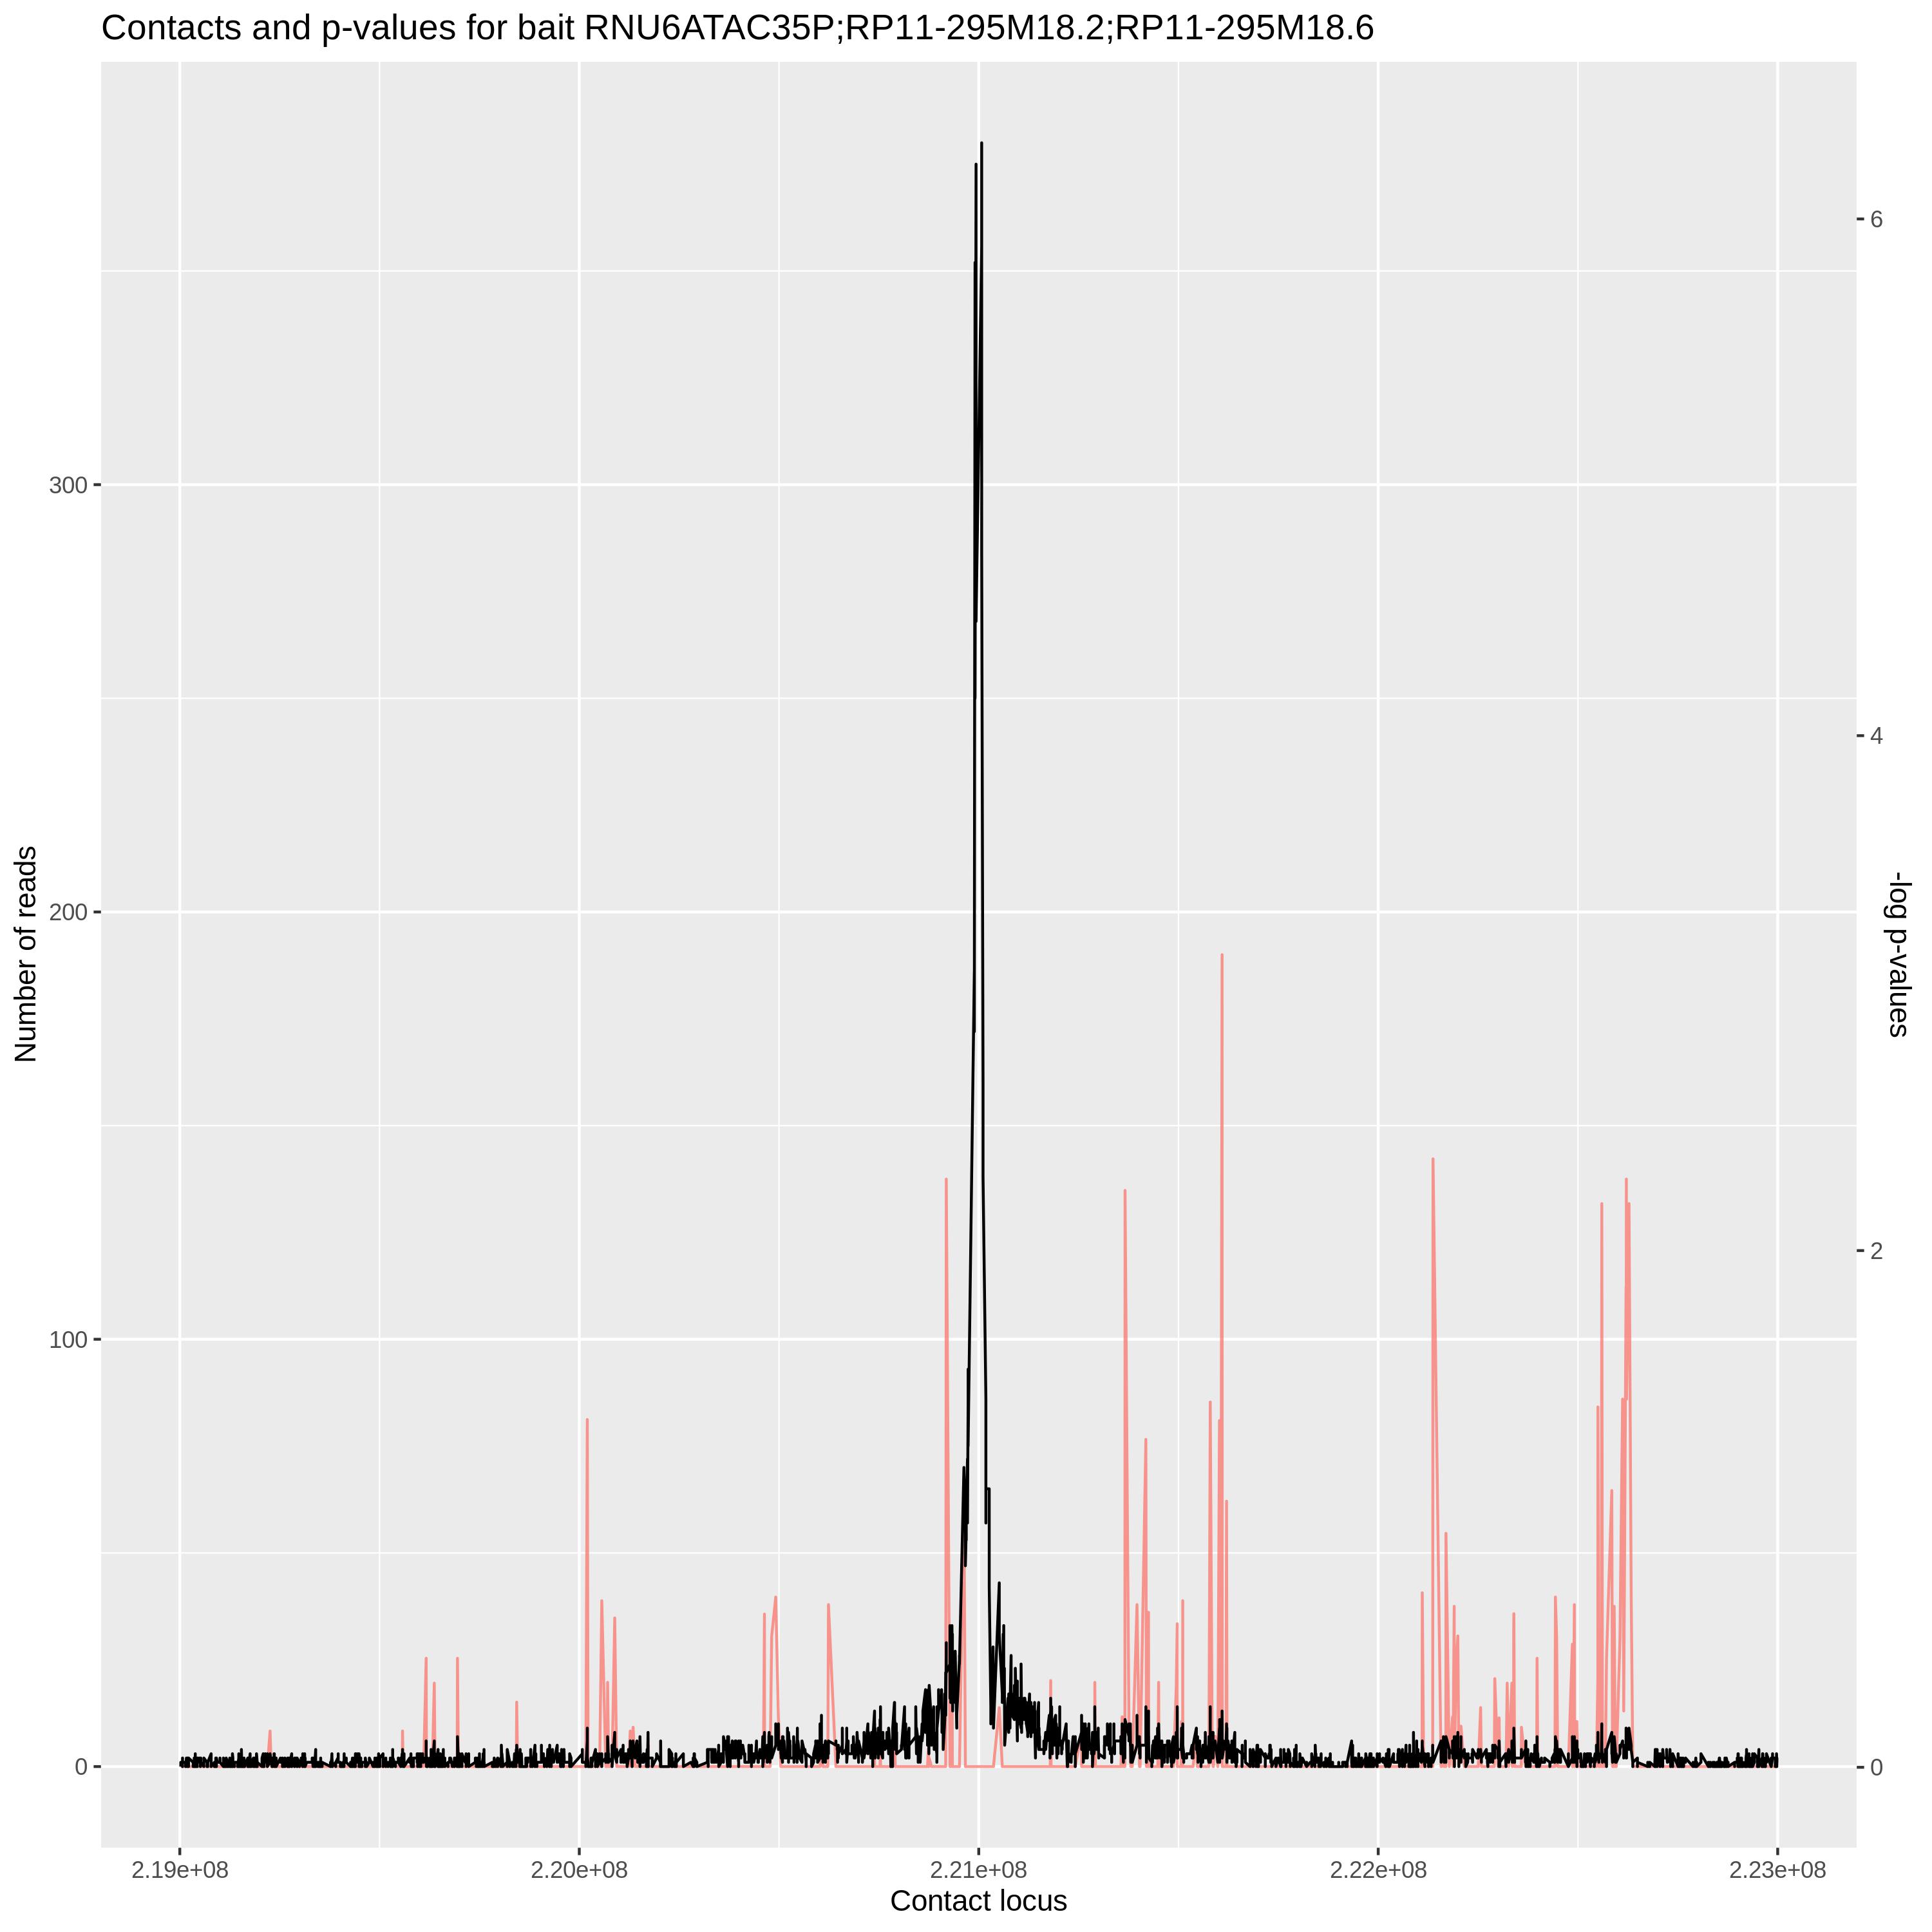 Contacts and p-values for bait RNU6ATAC35P;RP11-295M18.2;RP11-295M18.6
Number of reads
300
200
100
0
6
4
2
0
-log p-values
2.19e+08 2.20e+08 2.21e+08 2.22e+08 2.23e+08
Contact locus